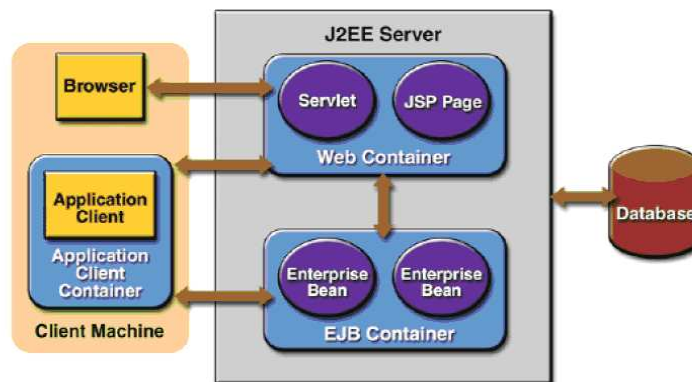 J2EE Server
Browser
Servlet
JSP Page
Web Container
Application
Client
Application
Client
Container
Client Machine
Enterprise
Bean
Enterprise
Bean
EJB Container
Database